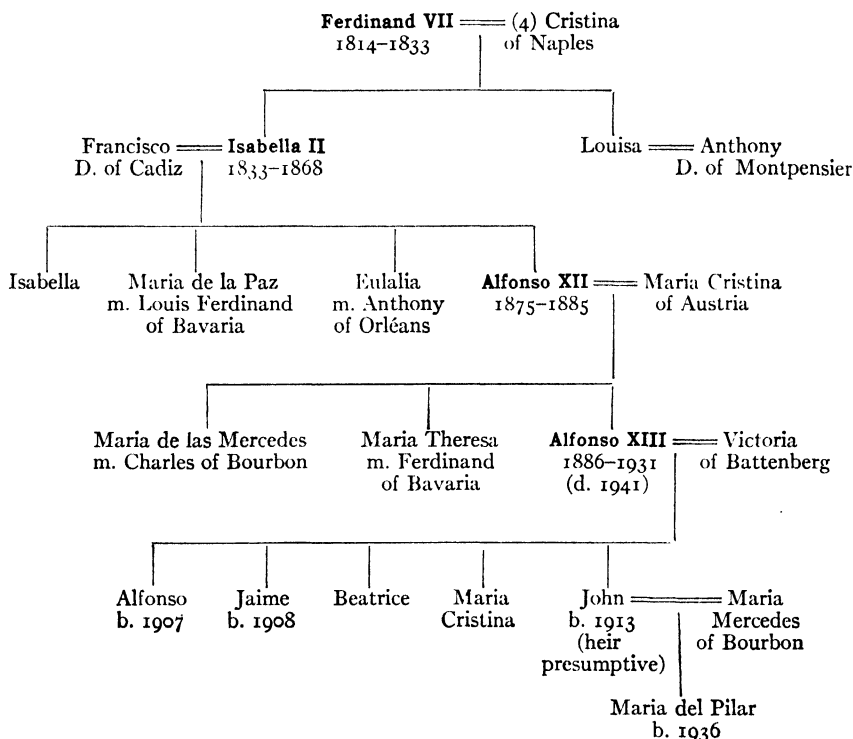 Ferdinand VII (4) Cristina
1814–1833 of Naples
Francisco Isabella II Louisa Anthony
D. of Cadiz 1833–1868 D. of Montpensier
Isabella Maria de la Paz Eulalia Alfonso XII Maria Cristina
m. Louis Ferdinand m. Anthony 1875–1885 of Austria
of Bavaria of Orléans
Maria de las Mercedes Maria Theresa Alfonso XIII Victoria
m. Charles of Bourbon m. Ferdinand 1886–1931 of Battenberg
of Bavaria (d. 1941)
Alfonso Jaime Beatrice Maria John Maria
b. 1907 b. 1908 Cristina b. 1913 Mercedes
(heir of Bourbon
presumptive)
Maria del Pilar
b. 1936